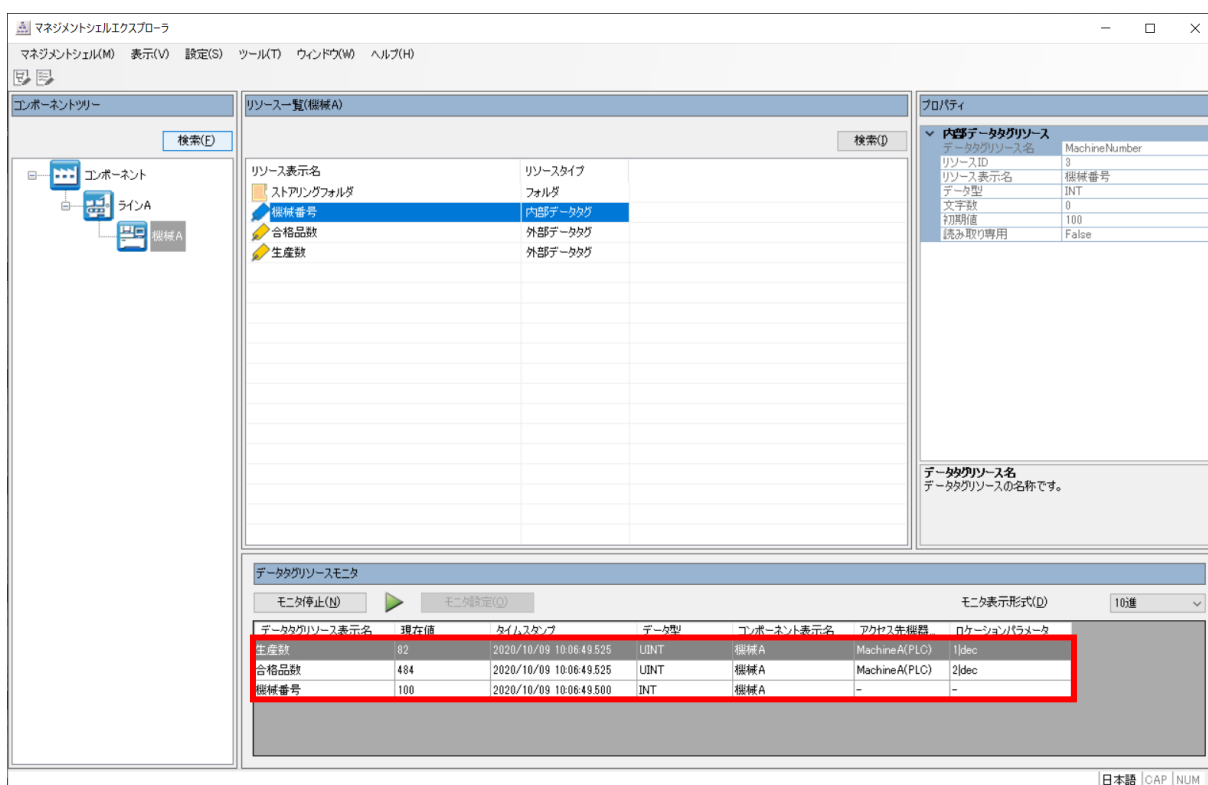 マネジメントシェルエクスプローラ
マネジメントシェル(M) 表示(V) 設定(S) ツール(T) ウィンドウ(W) ヘルプ(H)
コンポーネントツリー
検索(F)
コンポーネント
ラインA
機械A
リソース一覧(機械A)
検索(I)
リソース表示名 リソースタイプ
ストアリングフォルダ フォルダ
機械番号 内部データタグ
合格品数 外部データタグ
生産数 外部データタグ
プロパティ
内部データタグリソース
データタグリソース名 MachineNumber
リソースID 3
リソース表示名 機械番号
データ型 INT
文字数 0
初期値 100
読み取り専用 False
データタグリソース名
データタグリソースの名称です。
データタグリソースモニタ
モニタ停止(N) モニタ設定(O) モニタ表示形式(D) 10進
データタグリソース表示名 現在値 タイムスタンプ データ型 コンポーネント表示名 アクセス先機器... ロケーションパラメータ
生産数 82 2020/10/09 10:06:49.525 UINT 機械A MachineA(PLC) 1|dec
合格品数 484 2020/10/09 10:06:49.525 UINT 機械A MachineA(PLC) 2|dec
機械番号 100 2020/10/09 10:06:49.500 INT 機械A - -
日本語 CAP NUM